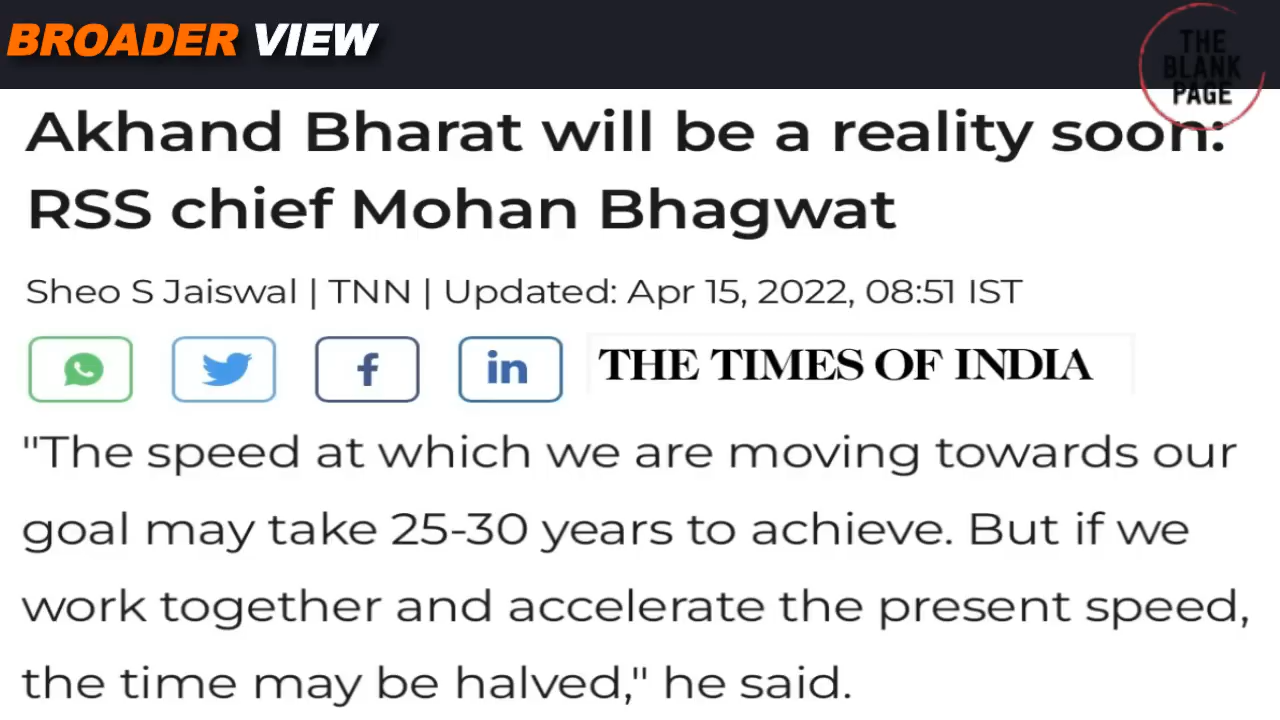 BROADER VIEW
THE
BLANK
PAGE
Akhand Bharat will be a reality soon:
RSS chief Mohan Bhagwat
Sheo S Jaiswal | TNN | Updated: Apr 15, 2022, 08:51 IST
f
in
THE TIMES OF INDIA
"The speed at which we are moving towards our
goal may take 25-30 years to achieve. But if we
work together and accelerate the present speed,
the time may be halved," he said.